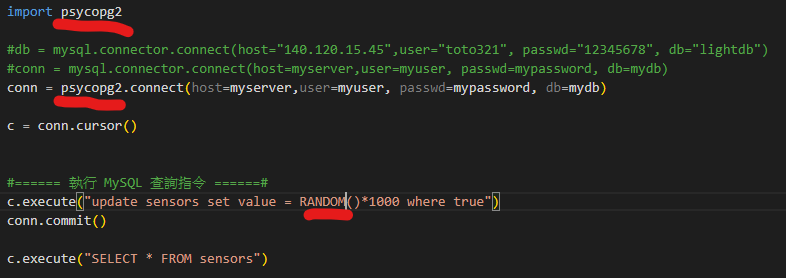 import psycopg2
#db = mysql.connector.connect(host="140.120.15.45",user="toto321", passwd="12345678", db="lightdb")
#conn = mysql.connector.connect(host=myserver,user=myuser, passwd=mypassword, db=mydb)
conn = psycopg2.connect(host=myserver,user=myuser, passwd=mypassword, db=mydb)
c = conn.cursor()
#====== 執行 MySQL 查詢指令 ======#
c.execute("update sensors set value = RANDOM()*1000 where true")
conn.commit()
c.execute("SELECT * FROM sensors")